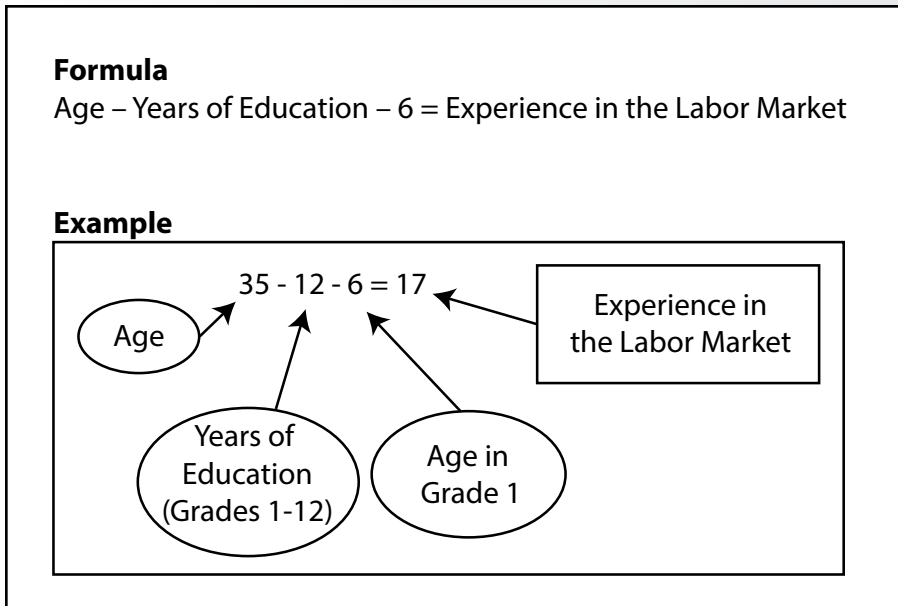 Formula
Age – Years of Education – 6 = Experience in the Labor Market
Example
35 - 12 - 6 = 17
Age
Experience in
the Labor Market
Years of
Education
(Grades 1-12)
Age in
Grade 1